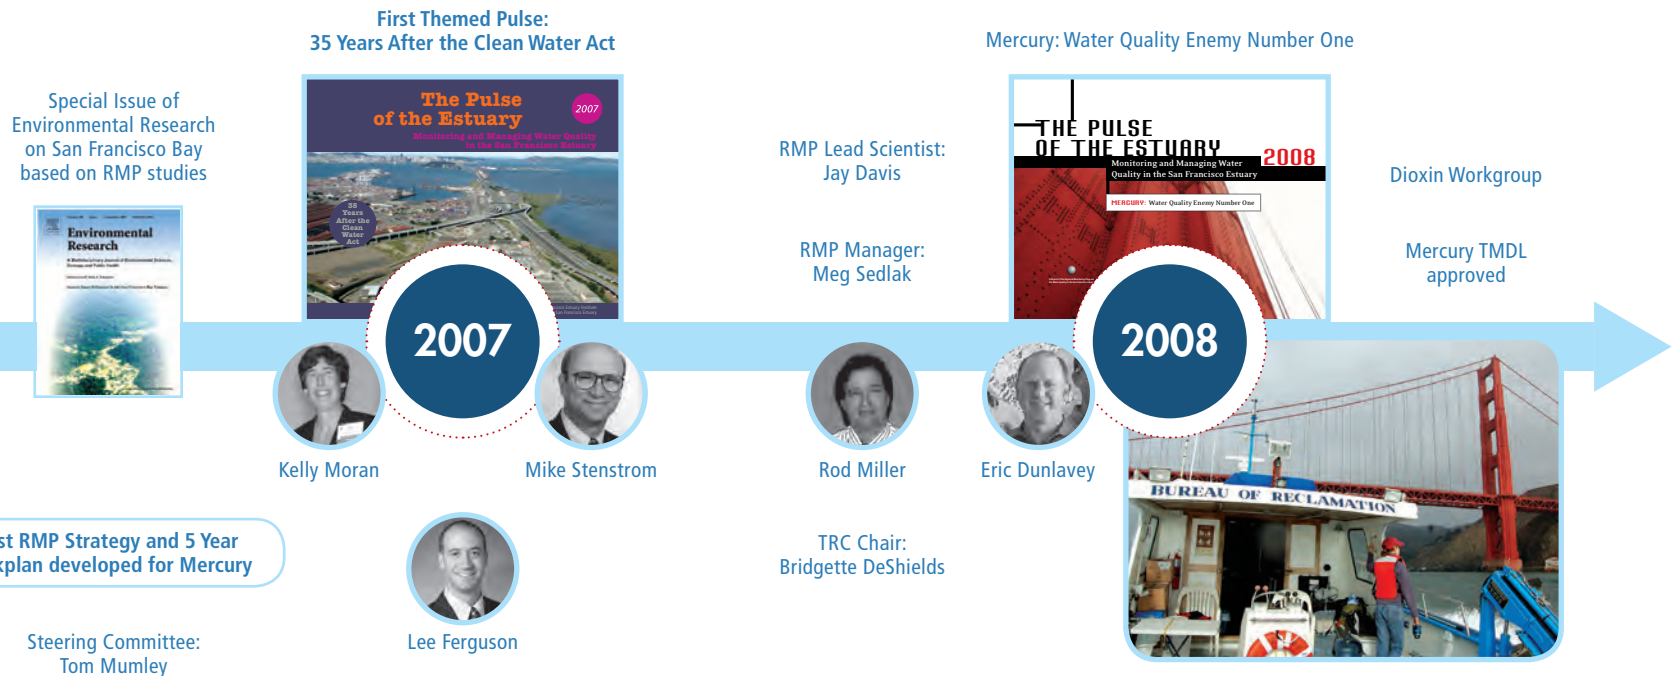 First Themed Pulse:
35 Years After the Clean Water Act
Mercury: Water Quality Enemy Number One
Special Issue of
Environmental Research
on San Francisco Bay
based on RMP studies
Environmental
Research
The Pulse
of the Estuary
2007
Monitoring and Managing Water Quality
in the San Francisco Estuary
35
Years
After the
Clean
Water
Act
RMP Lead Scientist:
Jay Davis
RMP Manager:
Meg Sedlak
THE PULSE
OF THE ESTUARY
2008
Monitoring and Managing Water
Quality in the San Francisco Estuary
MERCURY: Water Quality Enemy Number One
Dioxin Workgroup
Mercury TMDL
approved
2007
2008
Kelly Moran
Mike Stenstrom
Rod Miller
Eric Dunlavey
BUREAU OF RECLAMATION
st RMP Strategy and 5 Year
kplan developed for Mercury
TRC Chair:
Bridgette DeShields
Lee Ferguson
Steering Committee:
Tom Mumley